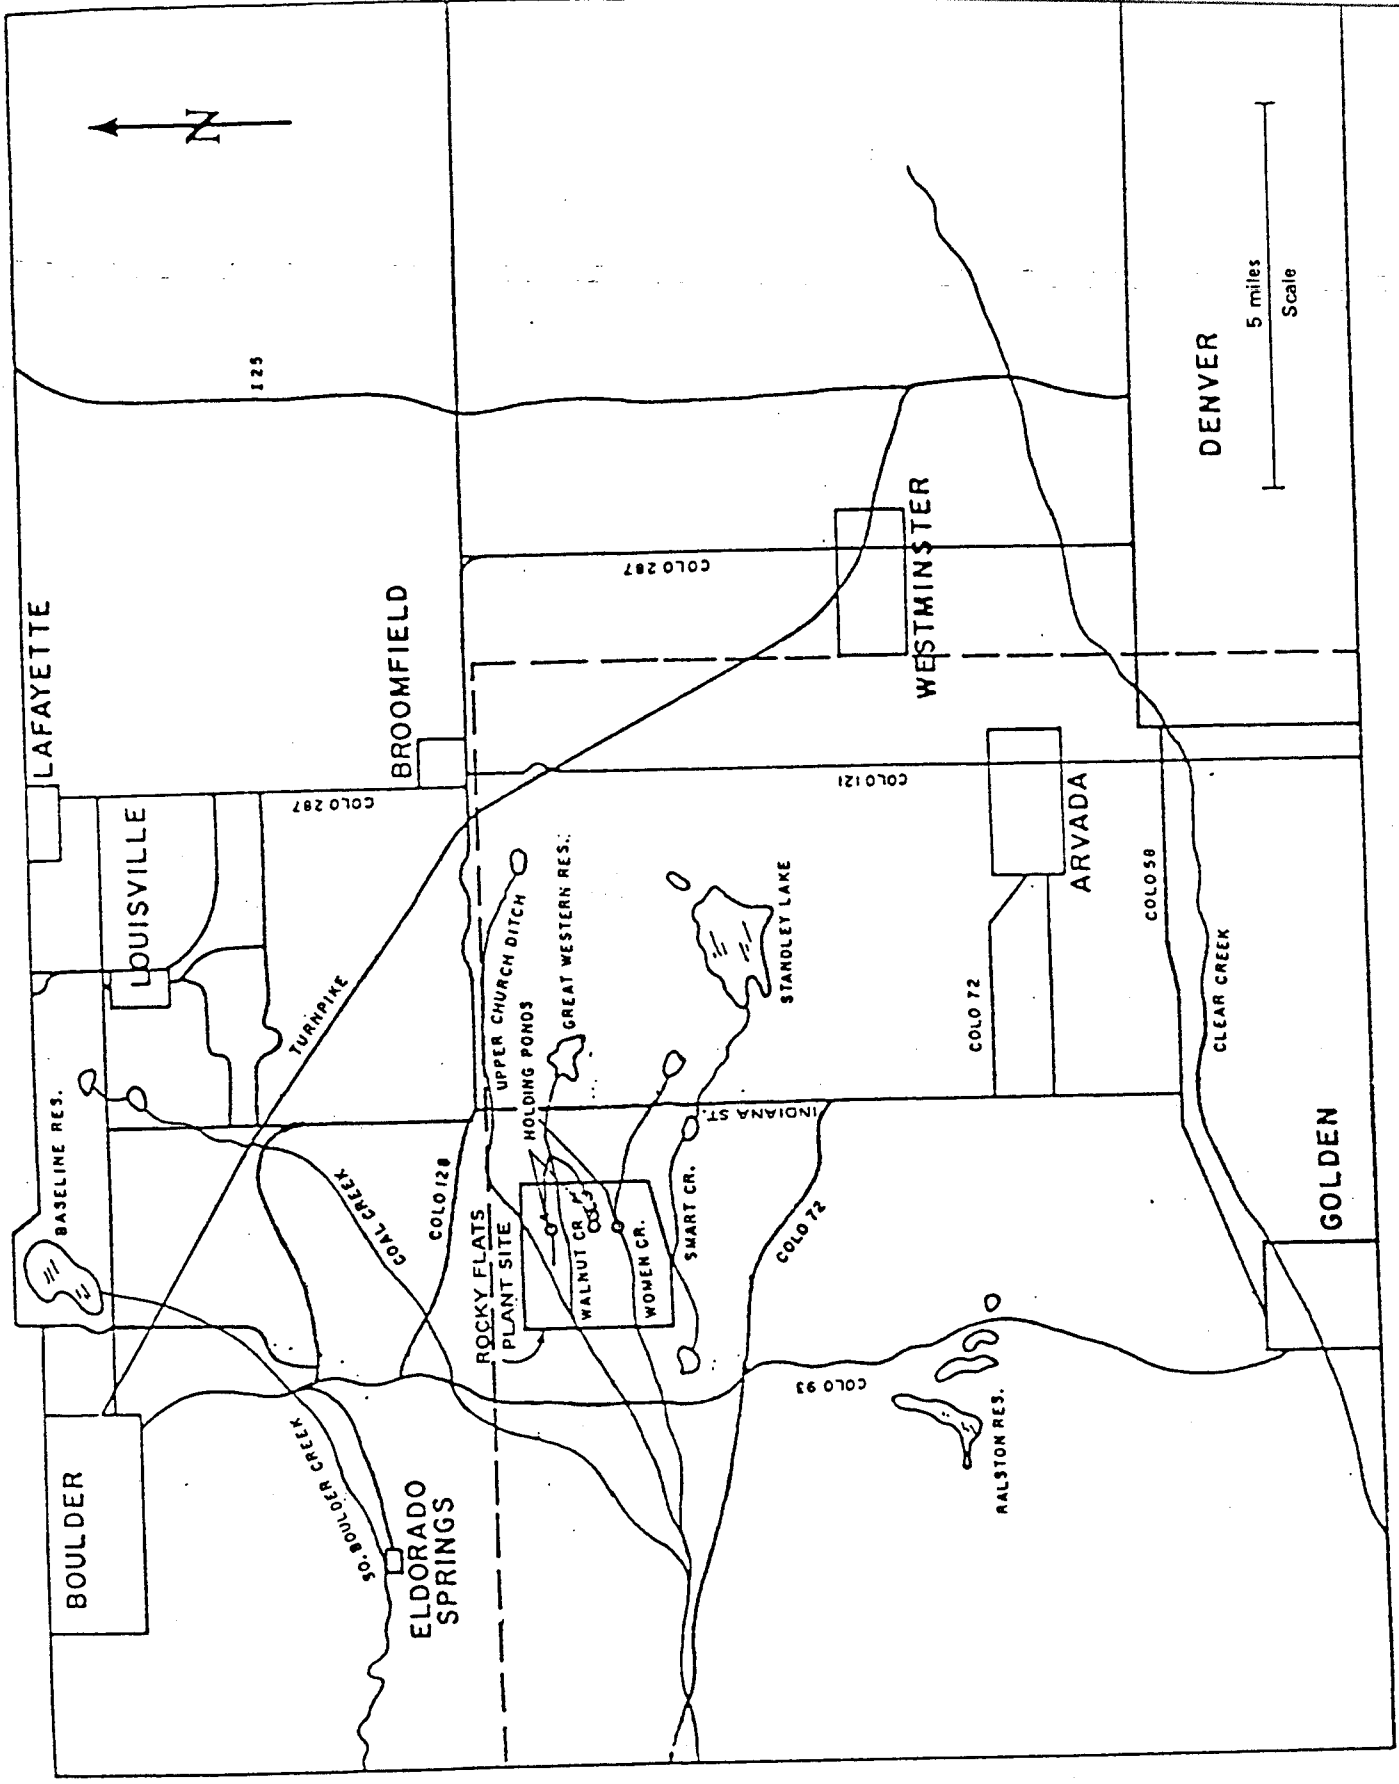 N
I 25
LAFAYETTE
BASELINE RES.
LOUISVILLE
BOULDER
TURNPIKE
COLO 287
BROOMFIELD
COAL CREEK
COLO 128
SO. BOULDER CREEK
ELDORADO
SPRINGS
ROCKY FLATS
PLANT SITE
UPPER CHURCH DITCH
HOLDING PONDS
GREAT WESTERN RES.
WALNUT CR.
WOMEN CR.
SMART CR.
STANDLEY LAKE
INDIANA ST.
COLO 72
COLO 287
WESTMINSTER
COLO 121
COLO 93
RALSTON RES.
COLO 72
ARVADA
COLO 58
CLEAR CREEK
DENVER
5 miles
Scale
GOLDEN